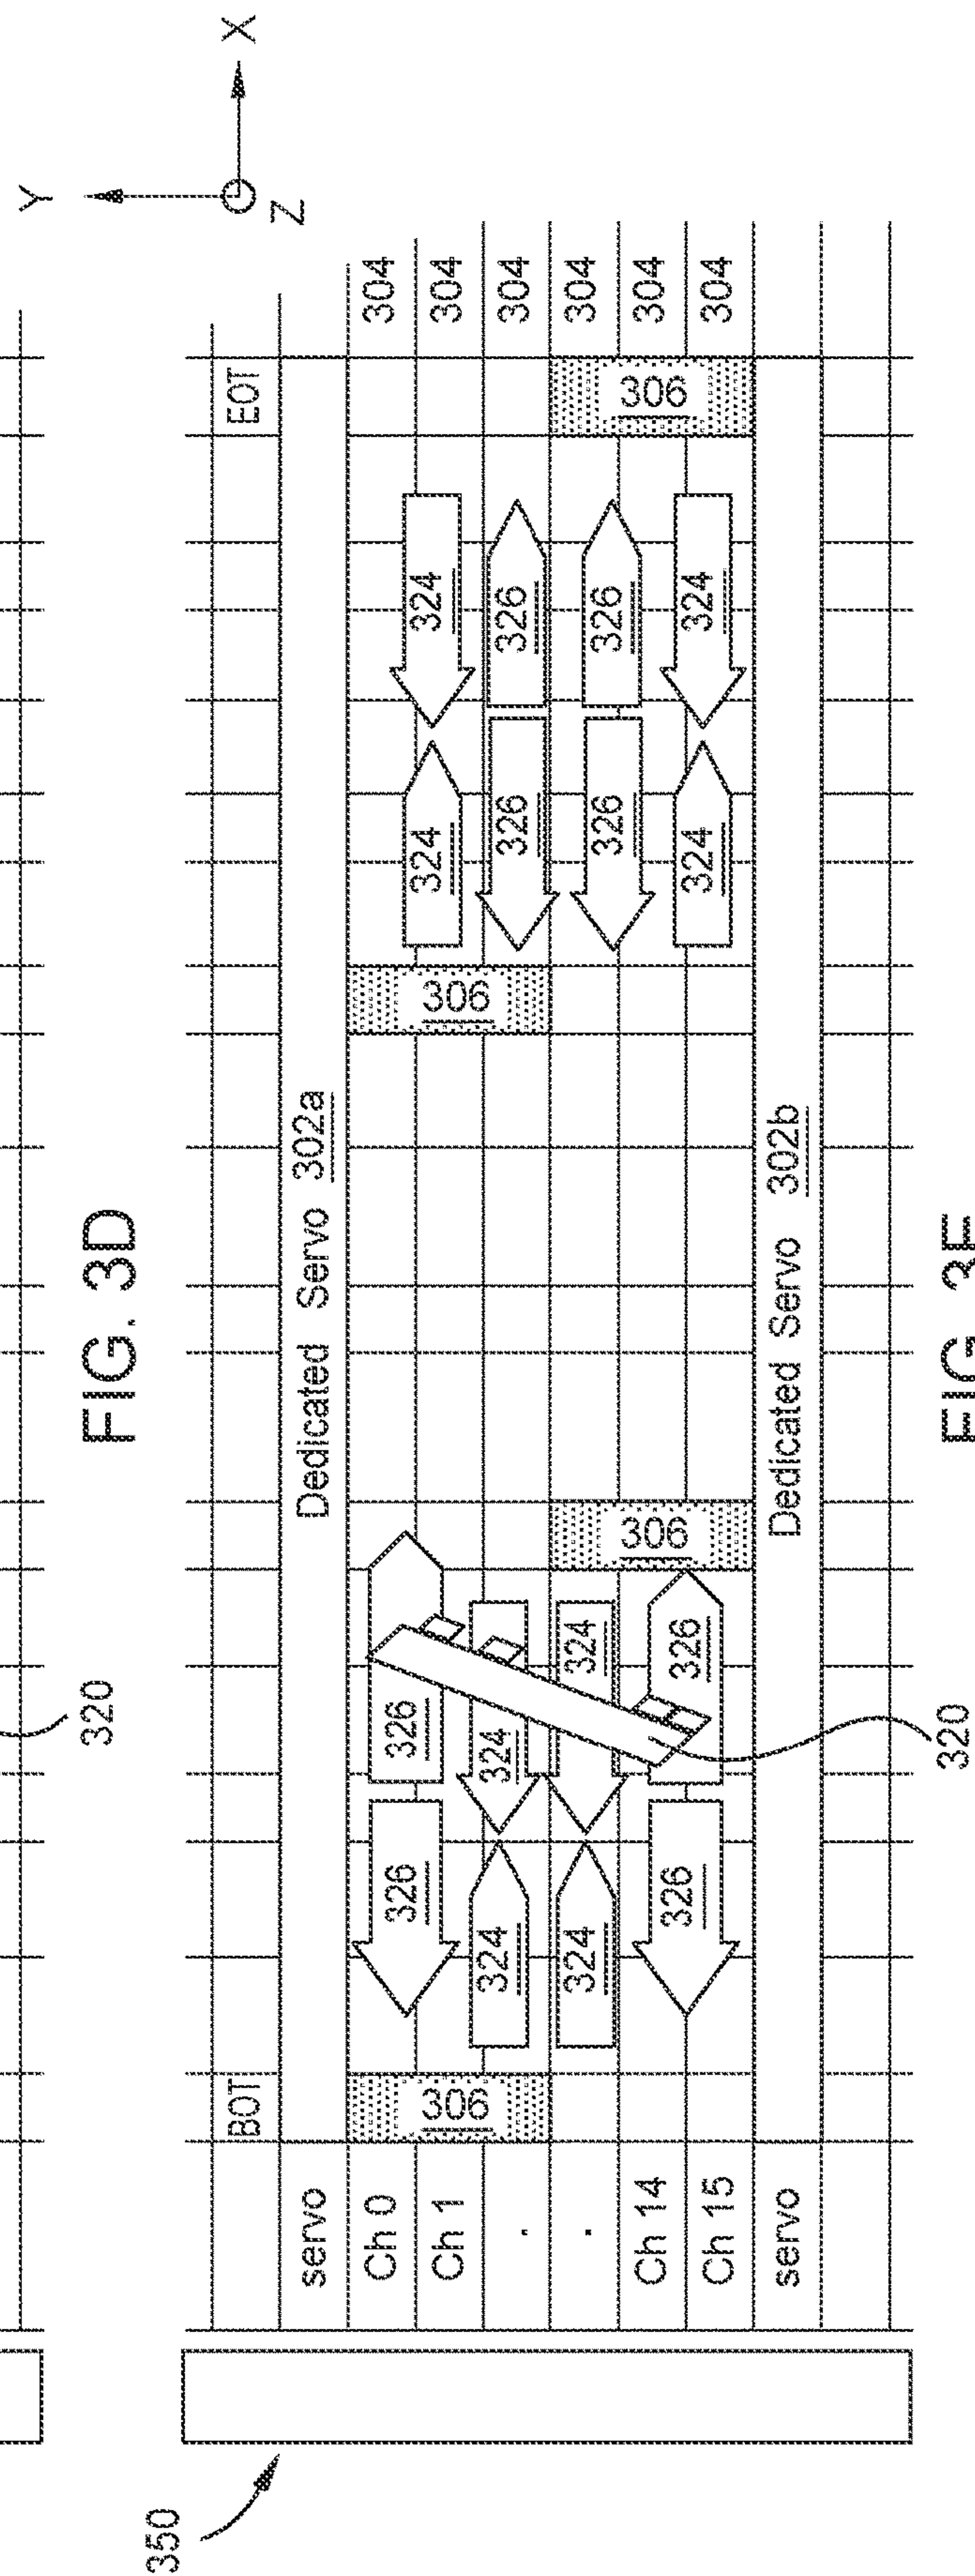 Y
320
FIG. 3D
350
X
BOT EOT
Z
servo Dedicated Servo 302a
Ch 0 326 326 304
Ch 1 306 306 324 324 304
. 324 324 326 326 304
. 324 324 326 326 304
Ch 14 306 306 304
Ch 15 326 326 324 324 304
servo Dedicated Servo 302b
320
FIG.